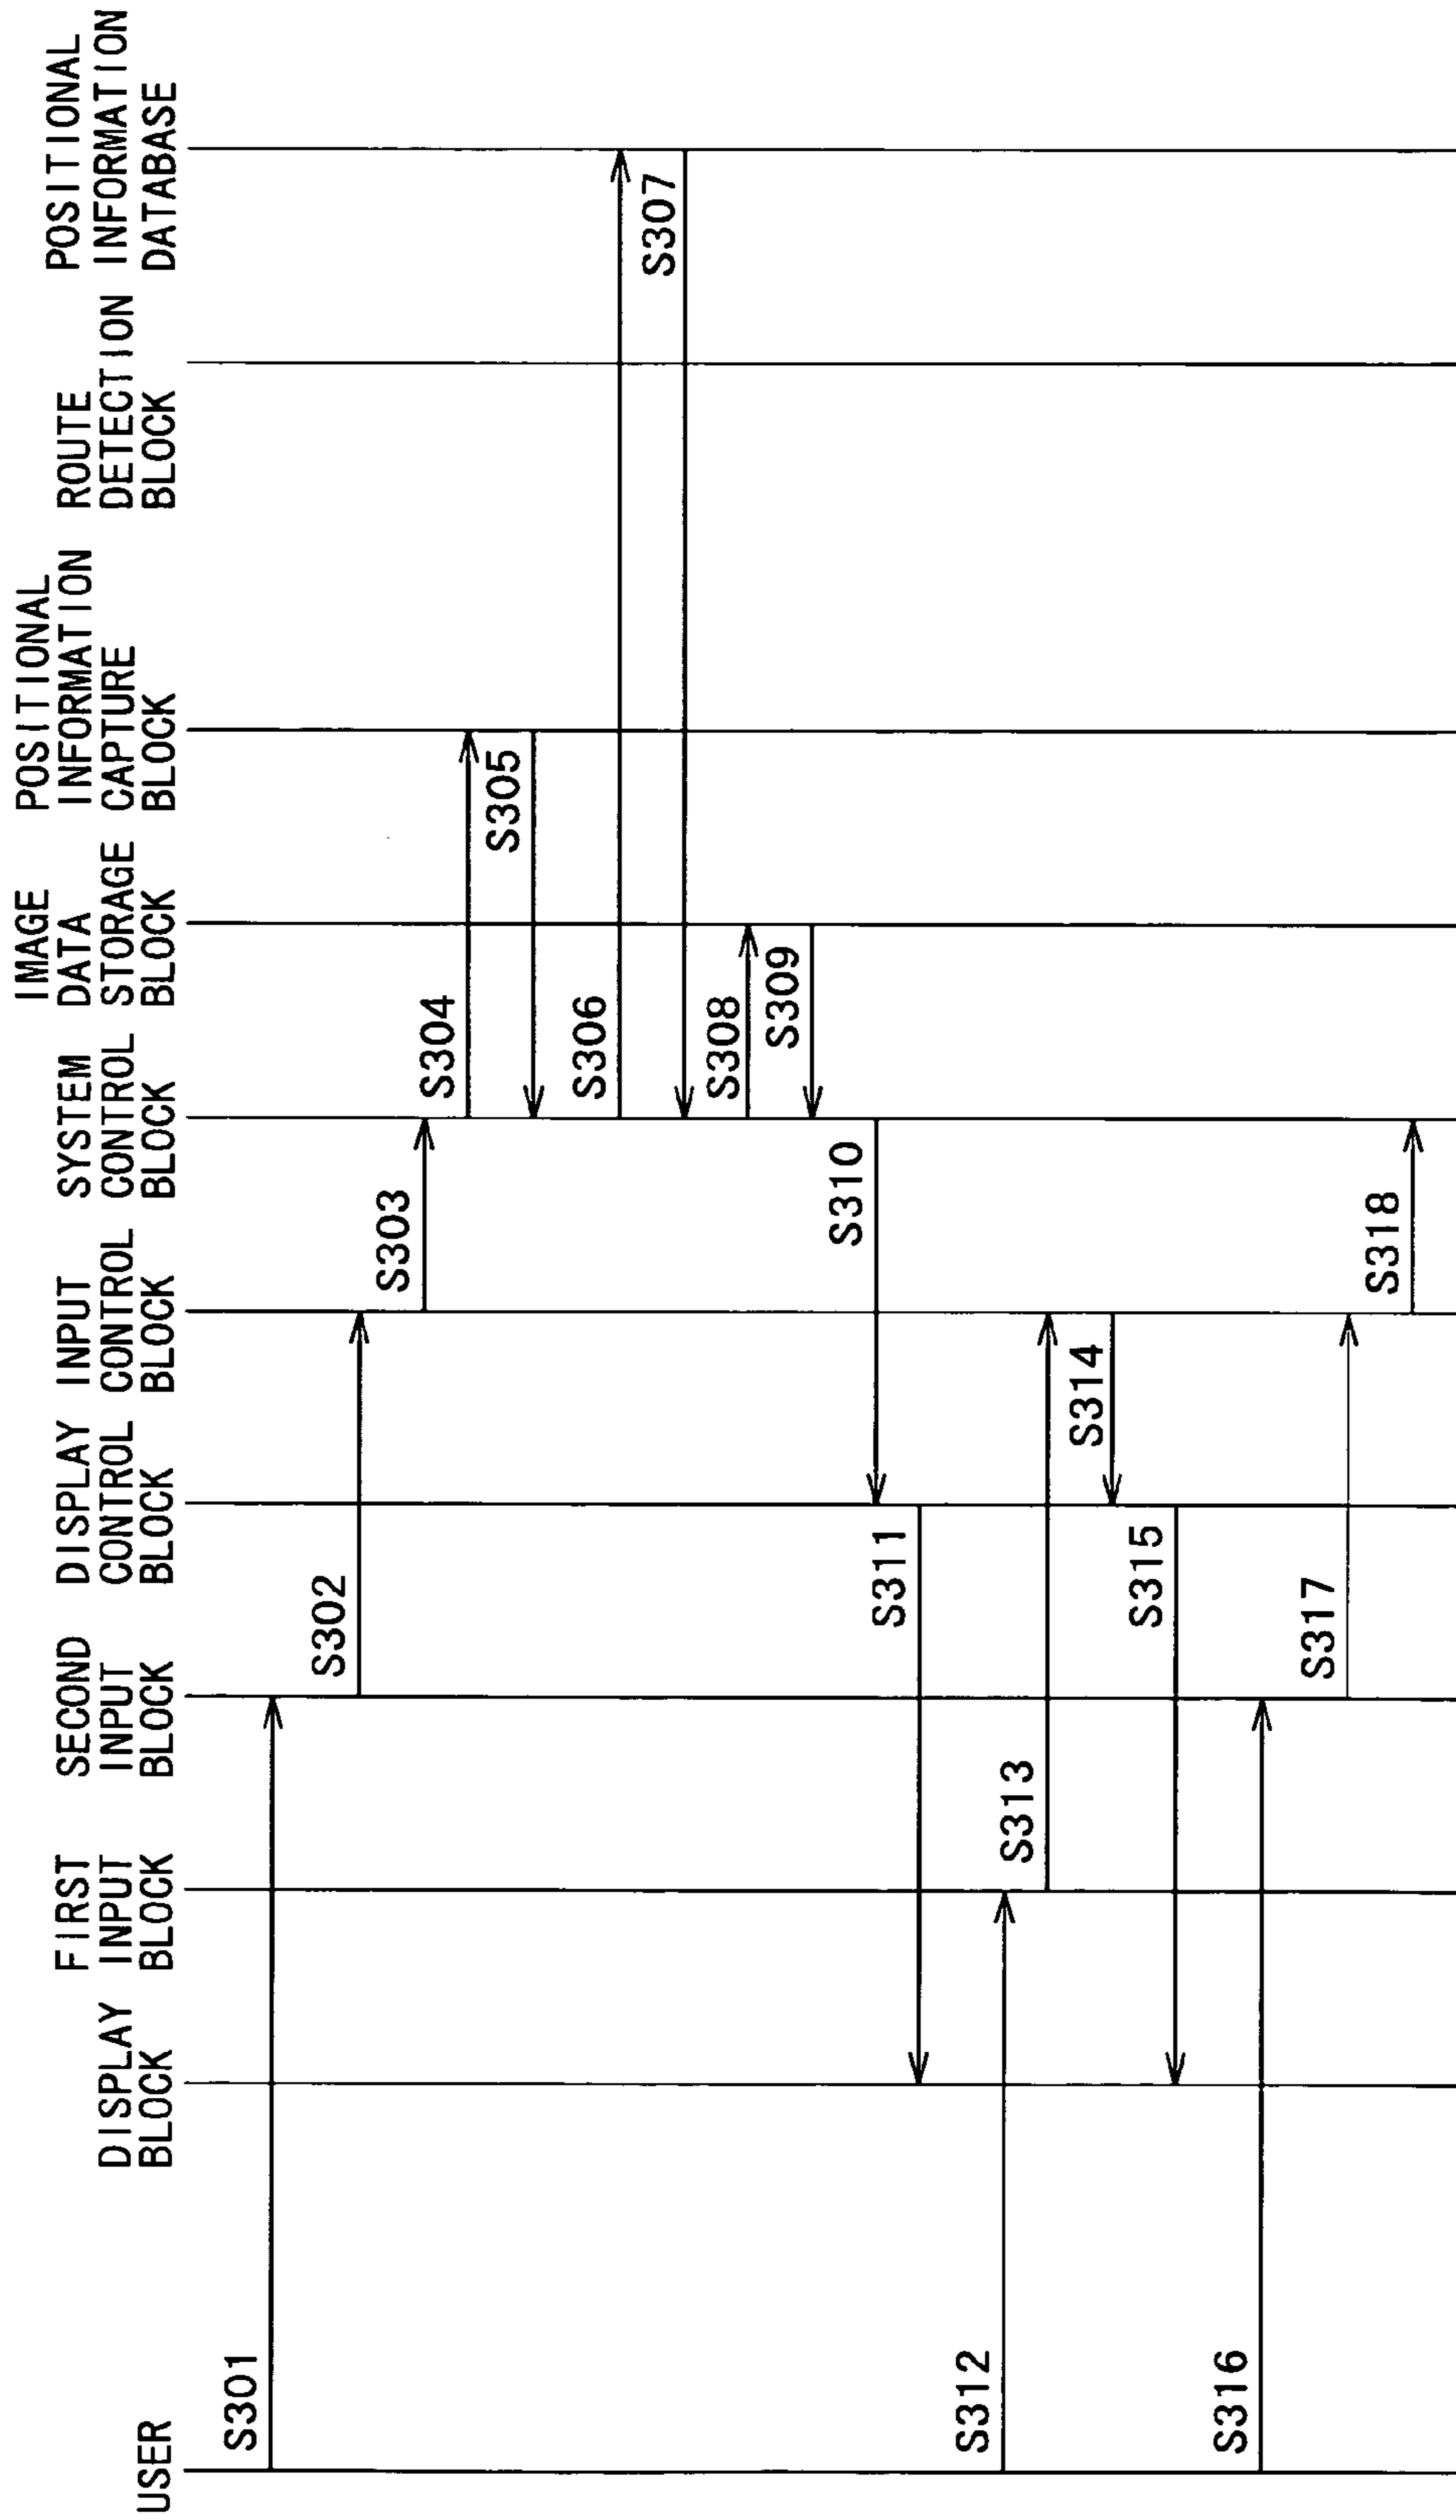 USER
DISPLAY
BLOCK
FIRST
INPUT
BLOCK
SECOND
INPUT
BLOCK
DISPLAY
CONTROL
BLOCK
INPUT
CONTROL
BLOCK
SYSTEM
CONTROL
BLOCK
IMAGE
DATA
STORAGE
BLOCK
POSITIONAL
INFORMATION
CAPTURE
BLOCK
ROUTE
DETECTION
BLOCK
POSITIONAL
INFORMATION
DATABASE
S301
S302
S303
S304
S305
S306
S307
S308
S309
S310
S311
S312
S313
S314
S315
S316
S317
S318